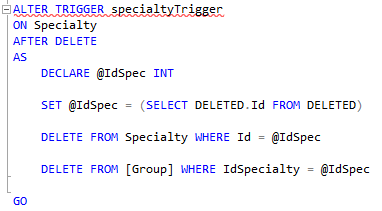 ALTER TRIGGER specialtyTrigger
ON Specialty
AFTER DELETE
AS
DECLARE @IdSpec INT
SET @IdSpec = (SELECT DELETED.Id FROM DELETED)
DELETE FROM Specialty WHERE Id = @IdSpec
DELETE FROM [Group] WHERE IdSpecialty = @IdSpec
GO